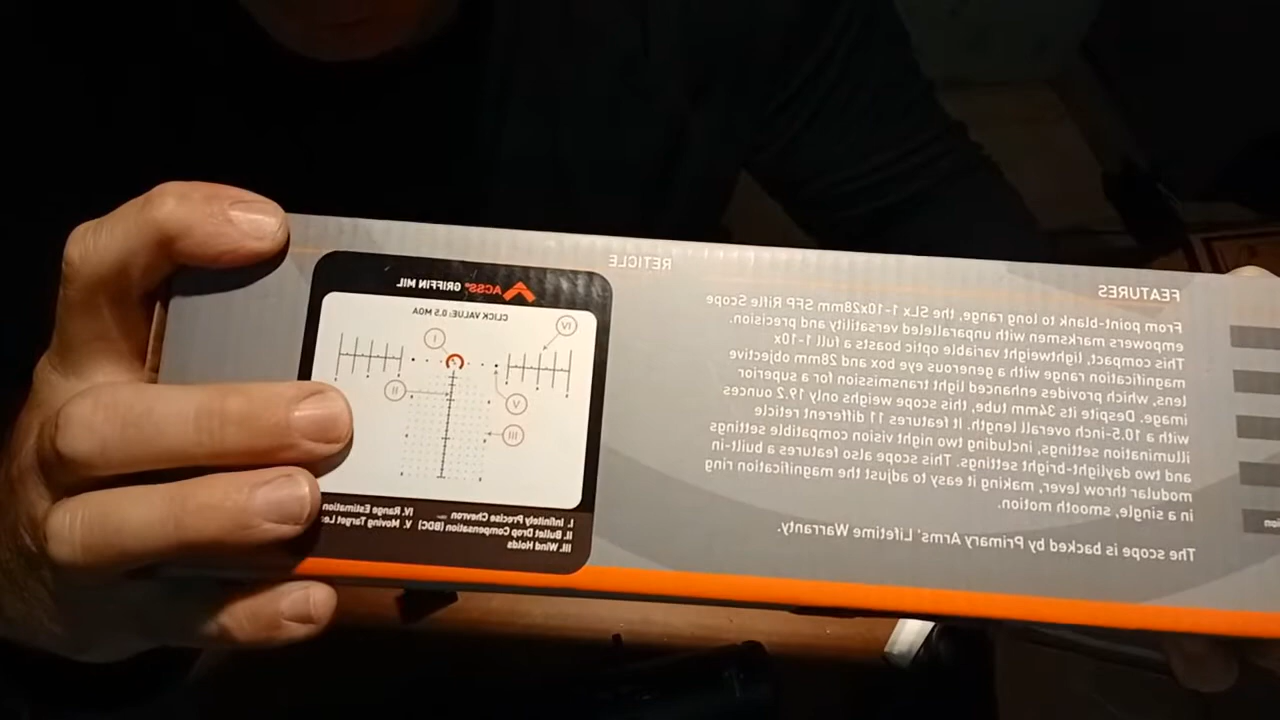 FEATURES
From point-blank to long range, the SLx 1-10x28mm SFP Rifle Scope
empowers marksmen with unparalleled versatility and precision.
This compact, lightweight variable optic boasts a full 1-10x
magnification range with a generous eye box and 28mm objective
lens, which provides enhanced light transmission for a superior
image. Despite its 34mm tube, this scope weighs only 19.2 ounces
with a 10.5-inch overall length. It features 11 different reticle
illumination settings, including two night vision compatible settings
and two daylight-bright settings. This scope also features a built-in
modular throw lever, making it easy to adjust the magnification ring
in a single, smooth motion.
The scope is backed by Primary Arms' Lifetime Warranty.
RETICLE
ACSS® GRIFFIN MIL
CLICK VALUE: 0.5 MOA
IV
I
II
V
III
I. Infinitely Precise Chevron
II. Bullet Drop Compensation (BDC)
III. Wind Holds
IV. Range Estimation
V. Moving Target